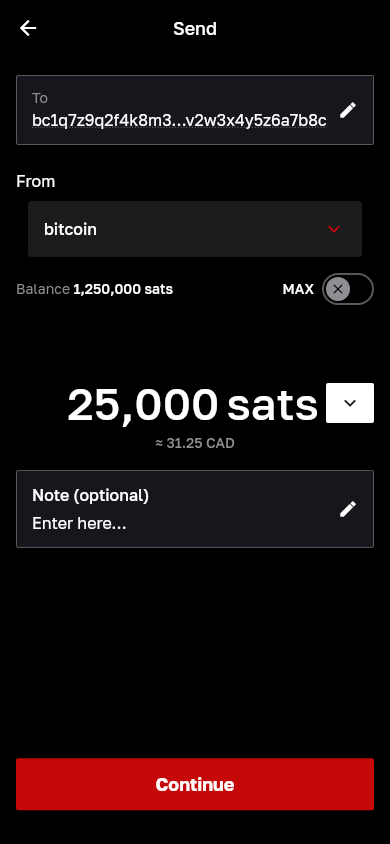 Send
To
bc1q7z9q2f4k8m3...v2w3x4y5z6a7b8c
From
bitcoin
Balance 1,250,000 sats MAX
25,000 sats
≈ 31.25 CAD
Note (optional)
Enter here...
Continue